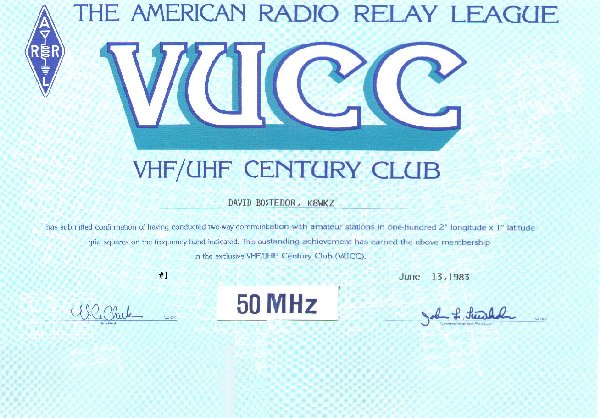 THE AMERICAN RADIO RELAY LEAGUE
A
R R
L
VUCC
VHF/UHF CENTURY CLUB
DAVID BOSTEDOR, K8WKZ
has submitted confirmation of having conducted two-way communication with amateur stations in one-hundred 2° longitude x 1° latitude
grid squares on the frequency band indicated. This oustanding achievement has earned the above membership
in the exclusive VHF/UHF Century Club (VUCC).
#1 June 13,1983
50 MHz
Communications Manager